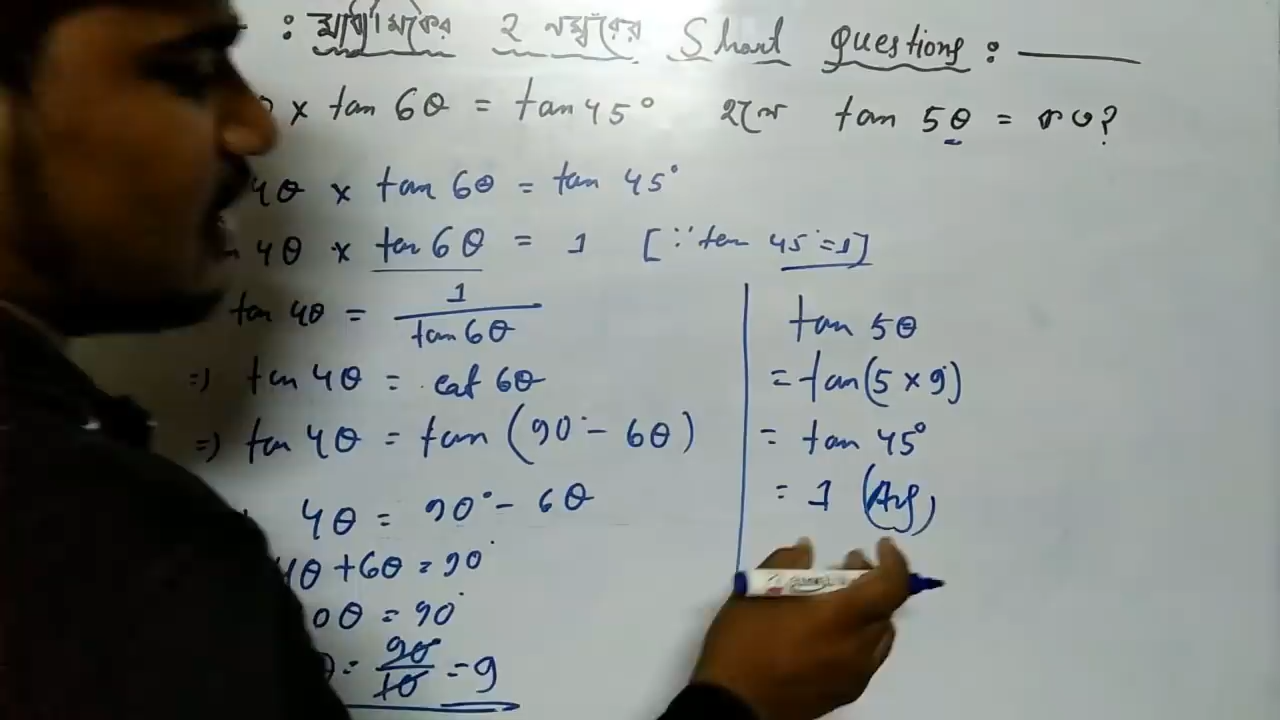 : মাধ্যমিকের 2 নম্বরের Short questions :
x tan 6θ = tan 45° হলে tan 5θ = কত?
4θ x tan 6θ = tan 45°
4θ x tan 6θ = 1 [∵ tan 45° = 1]
tan 4θ = 1/tan 6θ
=> tan 4θ = cot 6θ
=> tan 4θ = tan (90° - 6θ)
4θ = 90° - 6θ
4θ + 6θ = 90°
0θ = 90°
= 90/10 = 9
tan 5θ
= tan (5 x 9)
= tan 45°
= 1 (Ans)